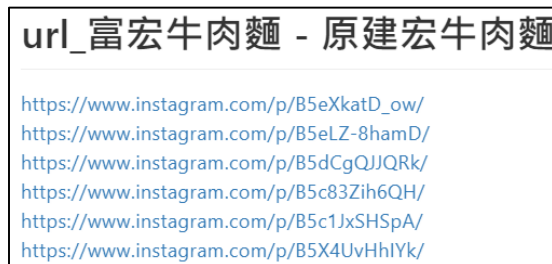 url_富宏牛肉麵 - 原建宏牛肉麵
https://www.instagram.com/p/B5eXkatD_ow/
https://www.instagram.com/p/B5eLZ-8hamD/
https://www.instagram.com/p/B5dCgQJJQRk/
https://www.instagram.com/p/B5c83Zih6QH/
https://www.instagram.com/p/B5c1JxSHSpA/
https://www.instagram.com/p/B5X4UvHhIYk/